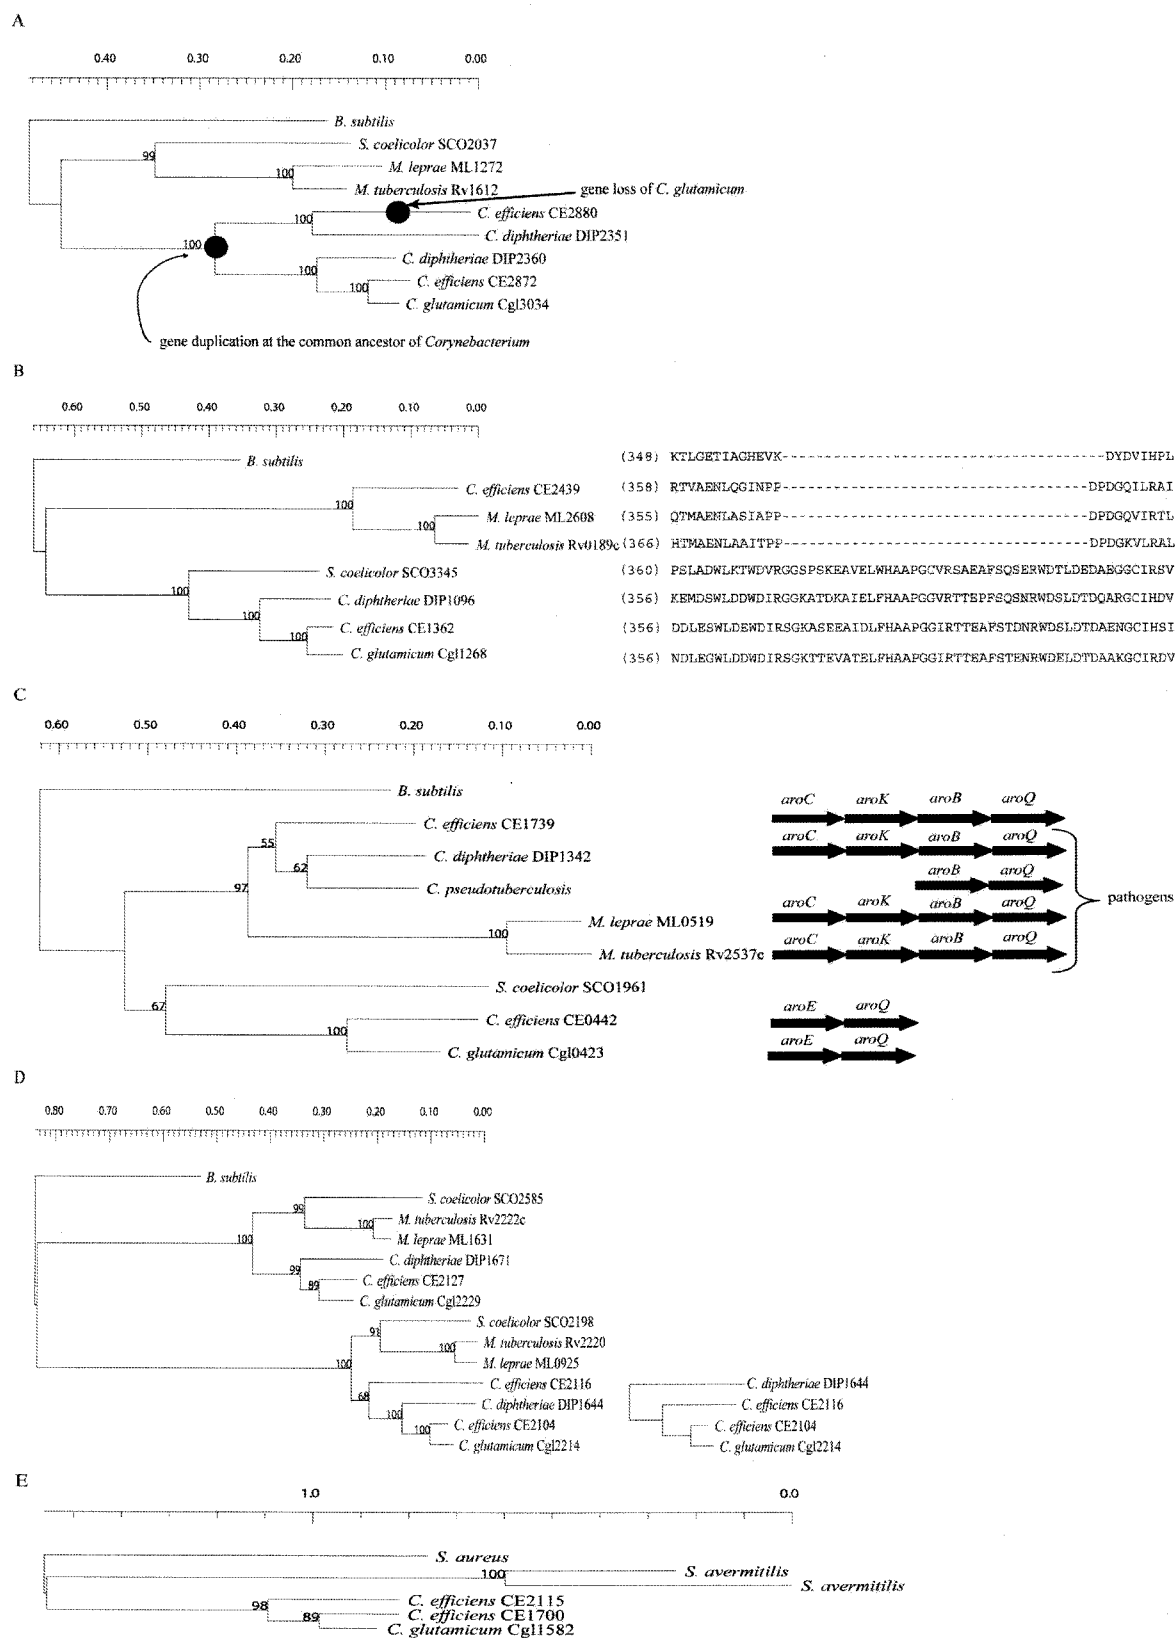 A
0.40 0.30 0.20 0.10 0.00
B. subtilis
S. coelicolor SCO2037
99
M. leprae ML1272
100
M. tuberculosis Rv1612
gene loss of C. glutamicum
C. efficiens CE2880
100
C. diphtheriae DIP2351
100
C. diphtheriae DIP2360
100
C. efficiens CE2872
100
C. glutamicum Cgl3034
gene duplication at the common ancestor of Corynebacterium
B
0.60 0.50 0.40 0.30 0.20 0.10 0.00
B. subtilis (348) KTLGETIAGHEVK------------------------------------DYDVIHPL
C. efficiens CE2439 (358) RTVAENLQGINPP----------------------------------DPDGQILRAI
100
M. leprae ML2608 (355) QTMAENLASIAPP----------------------------------DPDGQVIRTL
100
M. tuberculosis Rv0189c (366) HTMAENLAAITPP----------------------------------DPDGKVLRAL
S. coelicolor SCO3345 (360) PSLADWLKTWDVRGGSPSKEAVELWHAAPGCVRSAEAFSQSERWDTLDEDAEGGCIRSV
100
C. diphtheriae DIP1096 (356) KEMDSWLDDWDIRGGKATDKAIELFHAAPGGVRTTEPFSQSNRWDSLDTDQARGCIHDV
100
C. efficiens CE1362 (356) DDLESWLDEWDIRSGKASEEAIDLFHAAPGGIRTTEAFSTDNRWDSLDTDAENGCIHSI
100
C. glutamicum Cgl1268 (356) NDLEGWLDDWDIRSGKTTEVATELFHAAPGGIRTTEAFSTENRWDELDTDAAKGCIRDV
C
0.60 0.50 0.40 0.30 0.20 0.10 0.00
B. subtilis
aroC aroK aroB aroQ
C. efficiens CE1739
55
aroC aroK aroB aroQ
C. diphtheriae DIP1342
62
aroB aroQ
97
C. pseudotuberculosis
pathogens
aroC aroK aroB aroQ
M. leprae ML0519
100
aroC aroK aroB aroQ
M. tuberculosis Rv2537c
S. coelicolor SCO1961
67
aroE aroQ
C. efficiens CE0442
100
aroE aroQ
C. glutamicum Cgl0423
D
0.80 0.70 0.60 0.50 0.40 0.30 0.20 0.10 0.00
B. subtilis
S. coelicolor SCO2585
99
M. tuberculosis Rv2222c
100
M. leprae ML1631
100
C. diphtheriae DIP1671
99
C. efficiens CE2127
89
C. glutamicum Cgl2229
S. coelicolor SCO2198
91
M. tuberculosis Rv2220
100
M. leprae ML0925
100
C. efficiens CE2116 C. diphtheriae DIP1644
68
C. diphtheriae DIP1644 C. efficiens CE2116
100
C. efficiens CE2104 C. efficiens CE2104
100
C. glutamicum Cgl2214 C. glutamicum Cgl2214
E
1.0 0.0
S. aureus
100
S. avermitilis
S. avermitilis
C. efficiens CE2115
98
C. efficiens CE1700
89
C. glutamicum Cgl1582